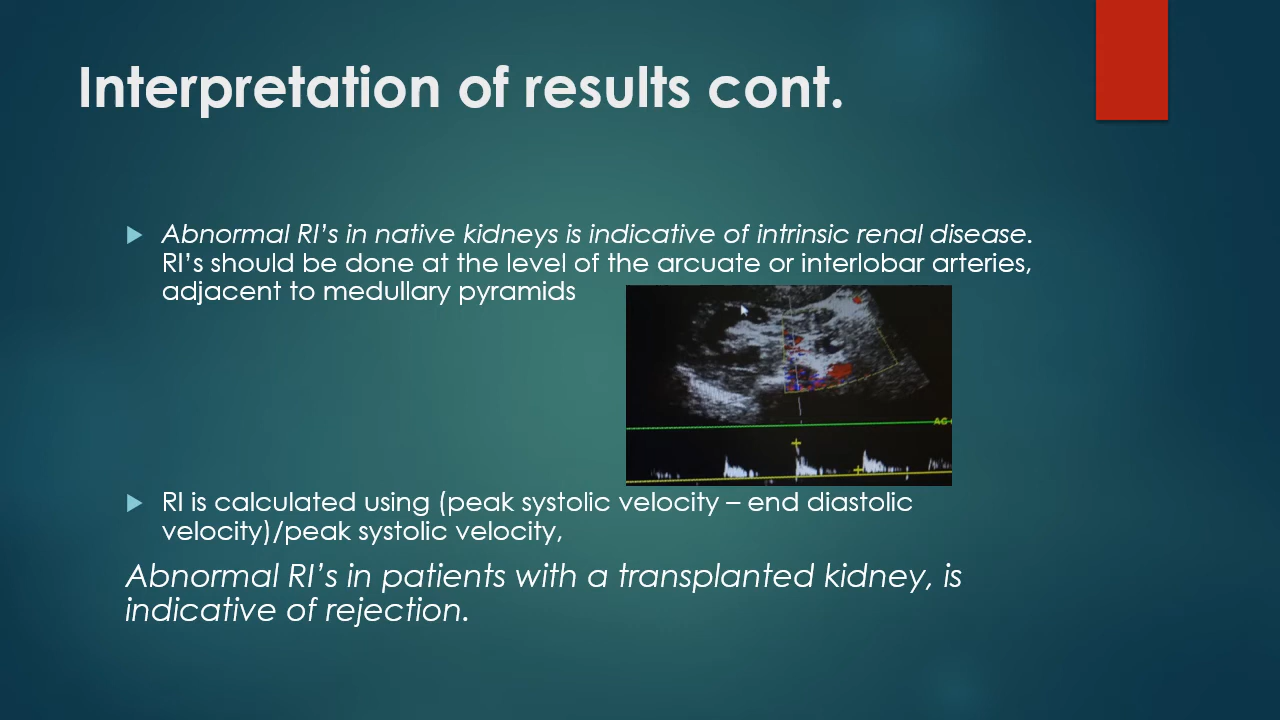 Interpretation of results cont.
Abnormal RI’s in native kidneys is indicative of intrinsic renal disease.
RI’s should be done at the level of the arcuate or interlobar arteries,
adjacent to medullary pyramids
AG
RI is calculated using (peak systolic velocity – end diastolic
velocity)/peak systolic velocity,
Abnormal RI’s in patients with a transplanted kidney, is
indicative of rejection.